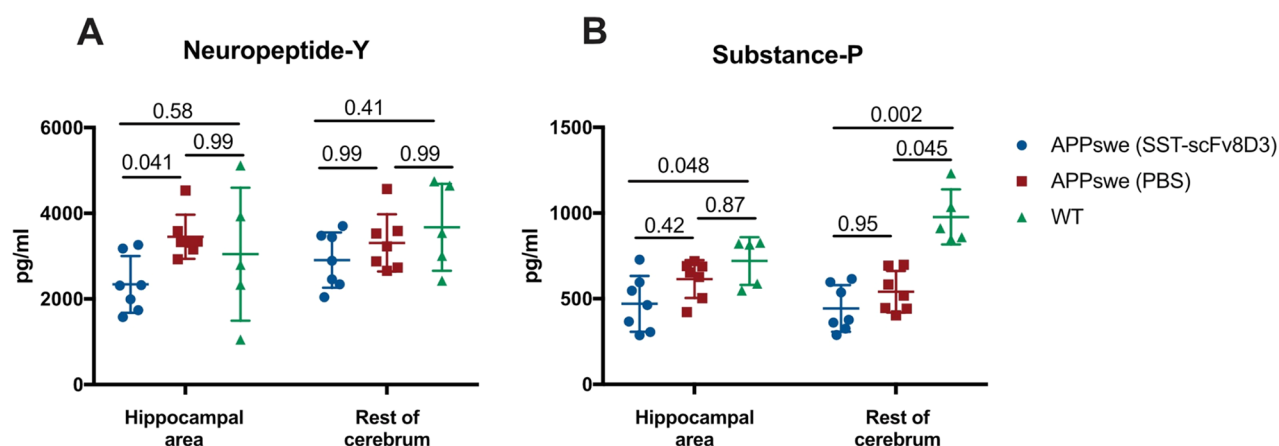 A
Neuropeptide-Y
pg/ml
6000
4000
2000
0
0.58
0.99
0.041
0.41
0.99
0.99
Hippocampal
area
Rest of
cerebrum
B
Substance-P
pg/ml
1500
1000
500
0
0.048
0.87
0.42
0.002
0.045
0.95
Hippocampal
area
Rest of
cerebrum
APPswe (SST-scFv8D3)
APPswe (PBS)
WT